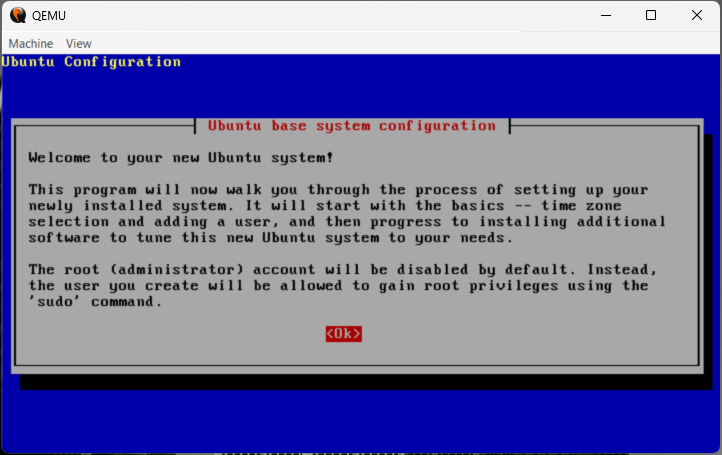 QEMU
Machine View
Ubuntu Configuration
Ubuntu base system configuration
Welcome to your new Ubuntu system!
This program will now walk you through the process of setting up your
newly installed system. It will start with the basics -- time zone
selection and adding a user, and then progress to installing additional
software to tune this new Ubuntu system to your needs.
The root (administrator) account will be disabled by default. Instead,
the user you create will be allowed to gain root privileges using the
'sudo' command.
<Ok>